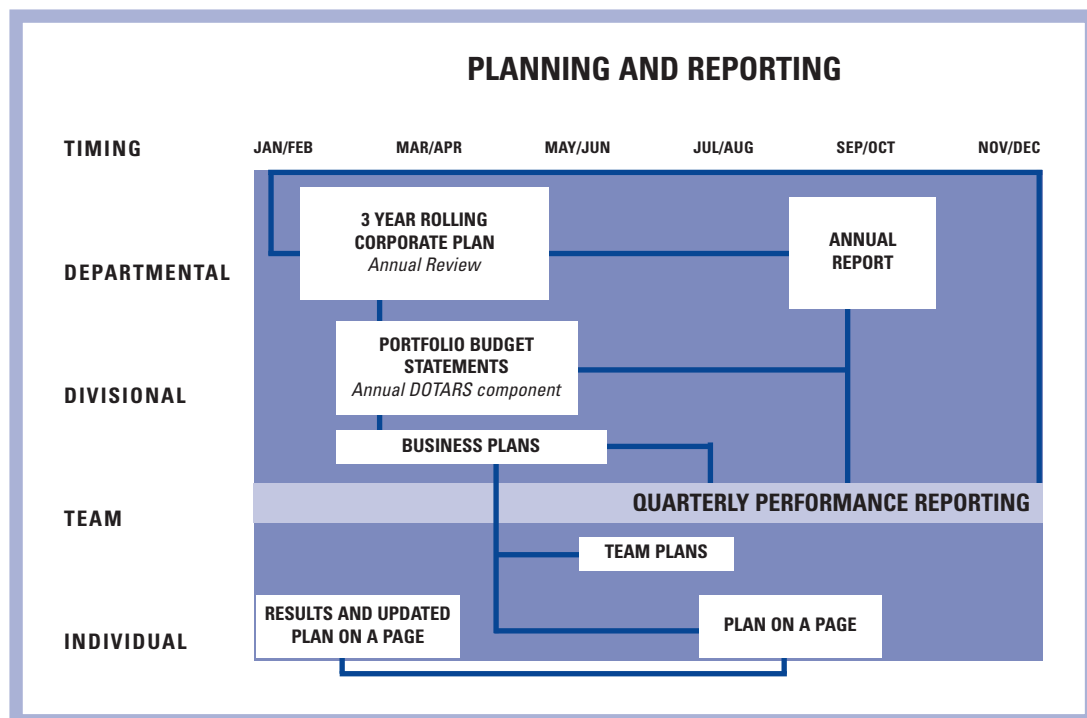 PLANNING AND REPORTING
TIMING
JAN/FEB MAR/APR MAY/JUN JUL/AUG SEP/OCT NOV/DEC
DEPARTMENTAL
3 YEAR ROLLING
CORPORATE PLAN
Annual Review
ANNUAL
REPORT
DIVISIONAL
PORTFOLIO BUDGET
STATEMENTS
Annual DOTARS component
BUSINESS PLANS
QUARTERLY PERFORMANCE REPORTING
TEAM
TEAM PLANS
INDIVIDUAL
RESULTS AND UPDATED
PLAN ON A PAGE
PLAN ON A PAGE